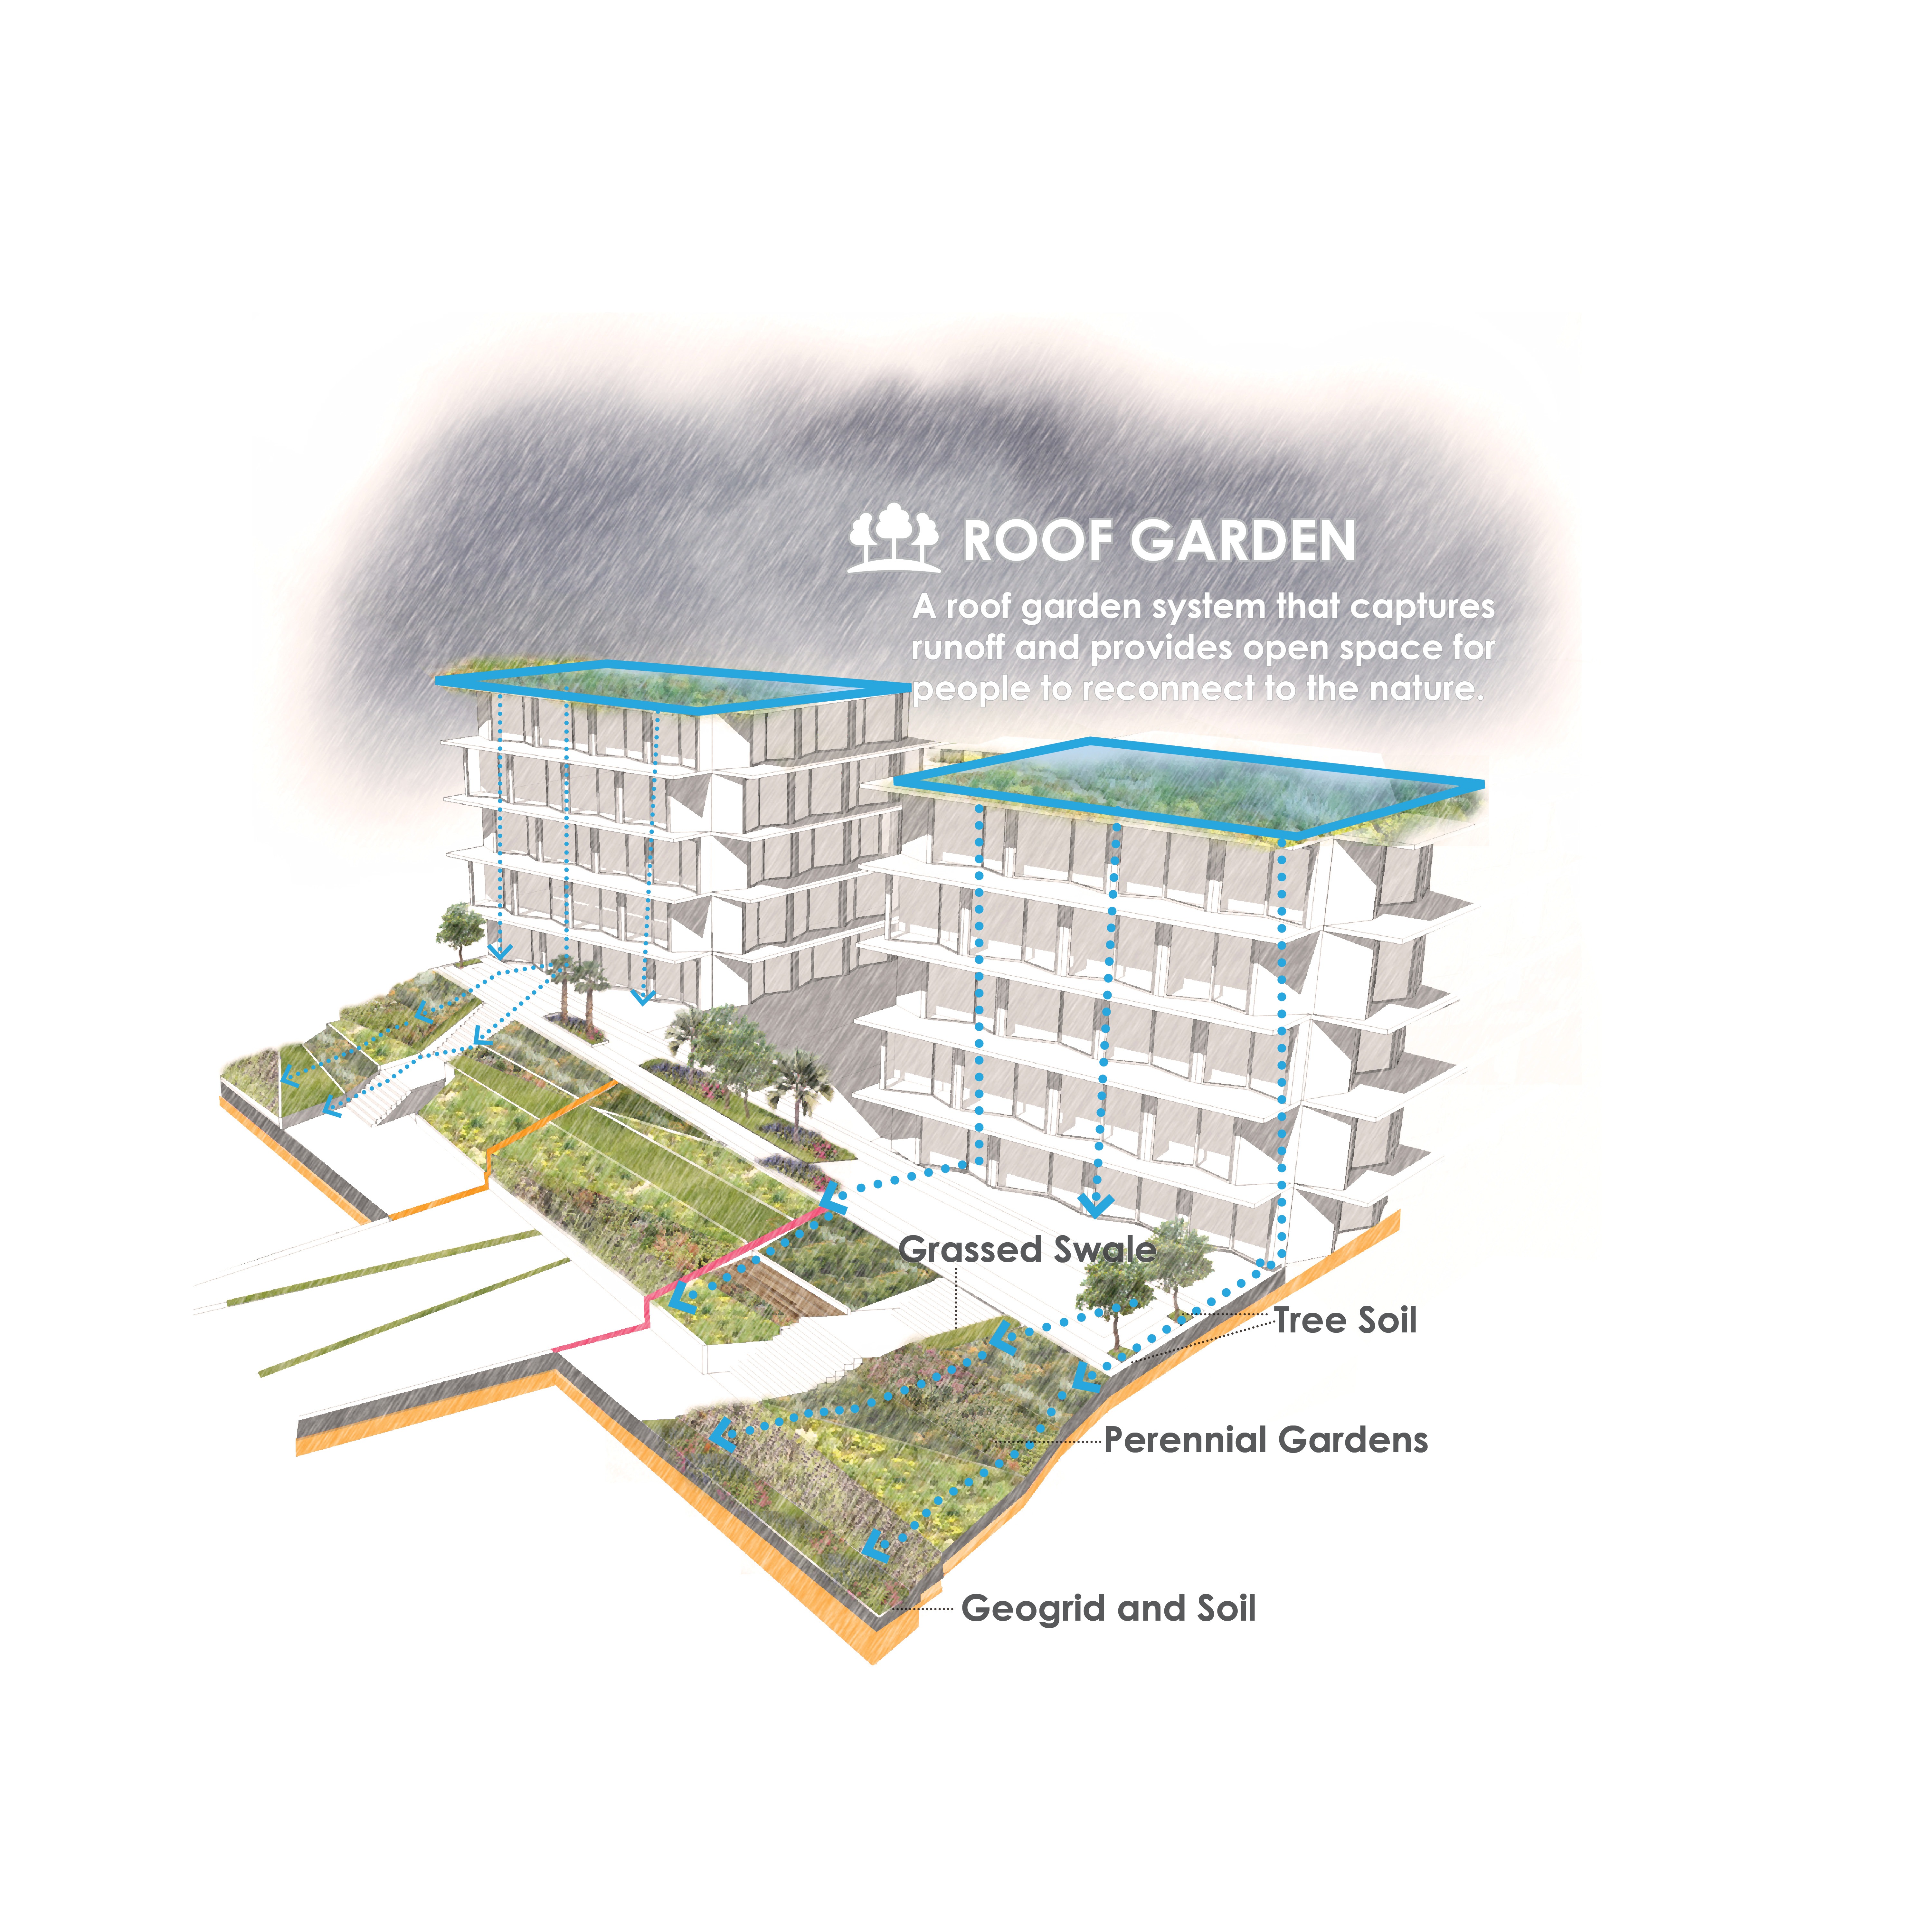 ROOF GARDEN
A roof garden system that captures
runoff and provides open space for
people to reconnect to the nature.
Grassed Swale
Tree Soil
Perennial Gardens
Geogrid and Soil